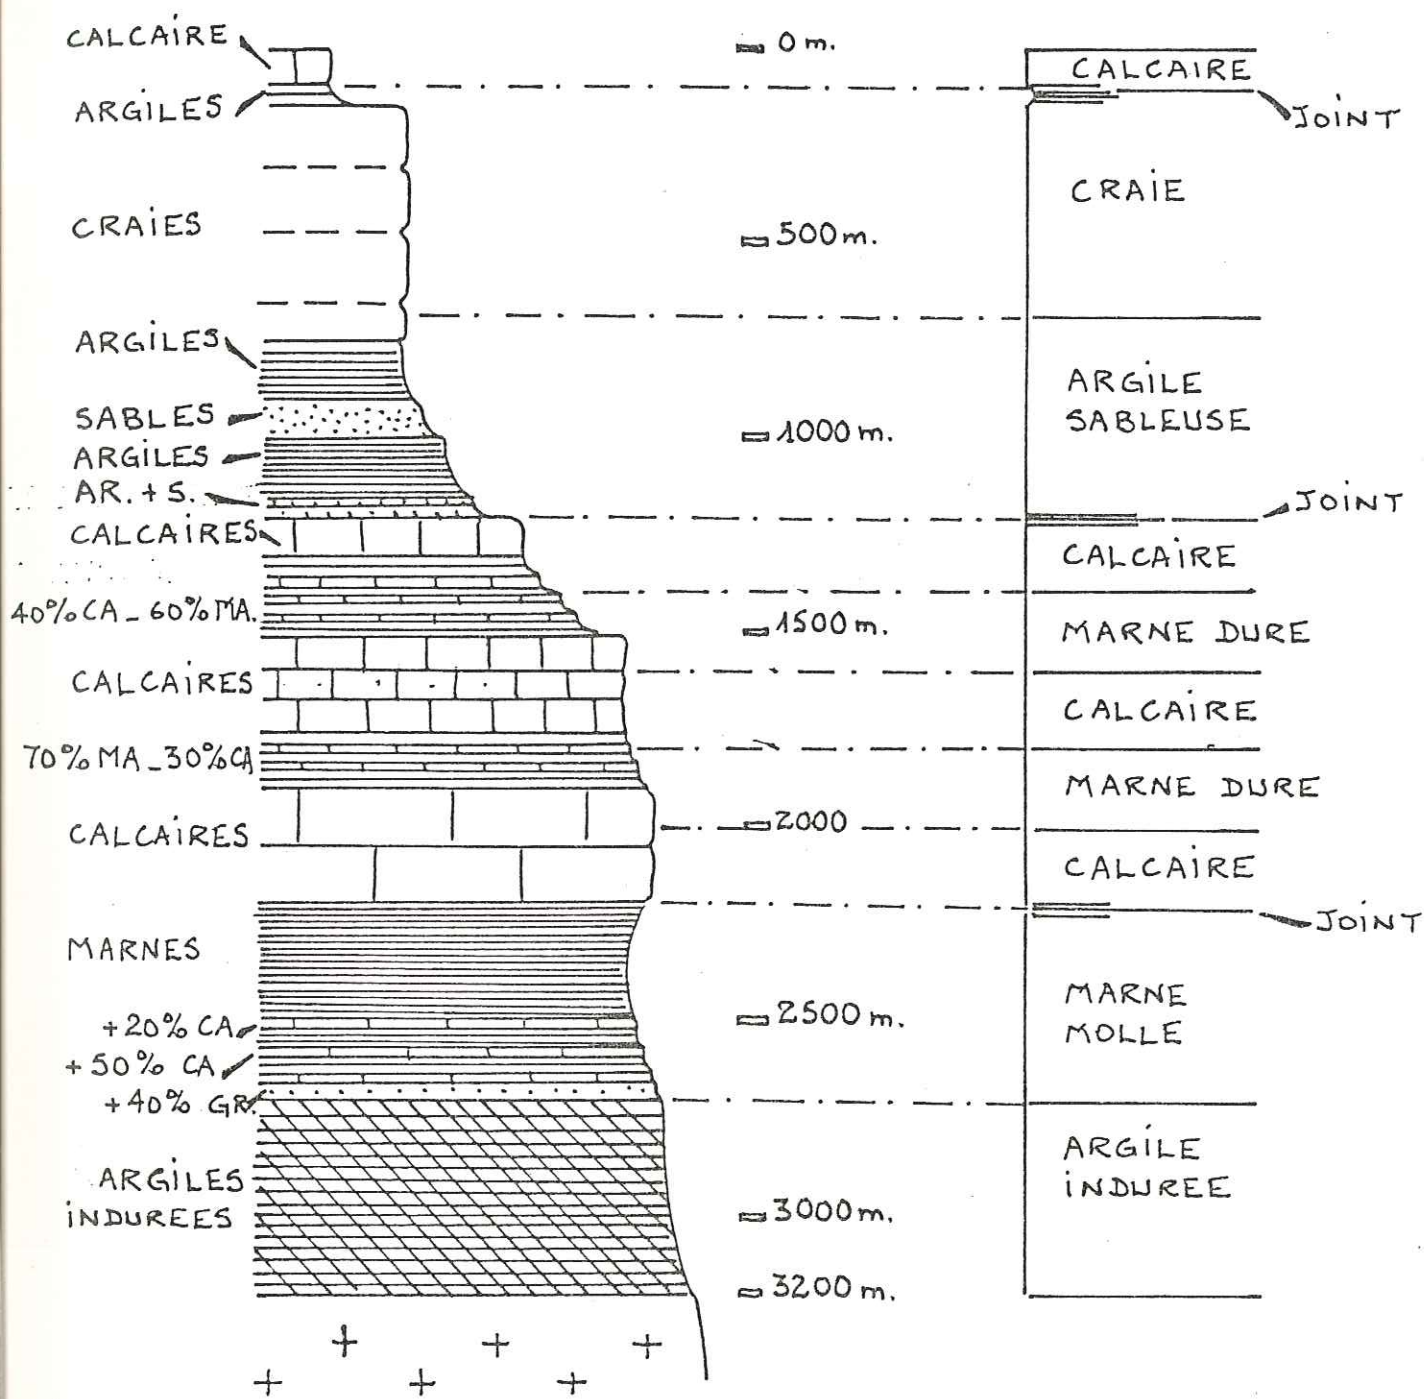 CALCAIRE
ARGILES
CRAIES
ARGILES
SABLES
ARGILES
AR. + S.
CALCAIRES
40% CA _ 60% MA.
CALCAIRES
70% MA _ 30% CA
CALCAIRES
MARNES
+20% CA
+50% CA
+40% GR.
ARGILES
INDUREES
0 m.
500 m.
1000 m.
1500 m.
2000
2500 m.
3000 m.
3200 m.
CALCAIRE
JOINT
CRAIE
ARGILE
SABLEUSE
JOINT
CALCAIRE
MARNE DURE
CALCAIRE
MARNE DURE
CALCAIRE
JOINT
MARNE
MOLLE
ARGILE
INDUREE